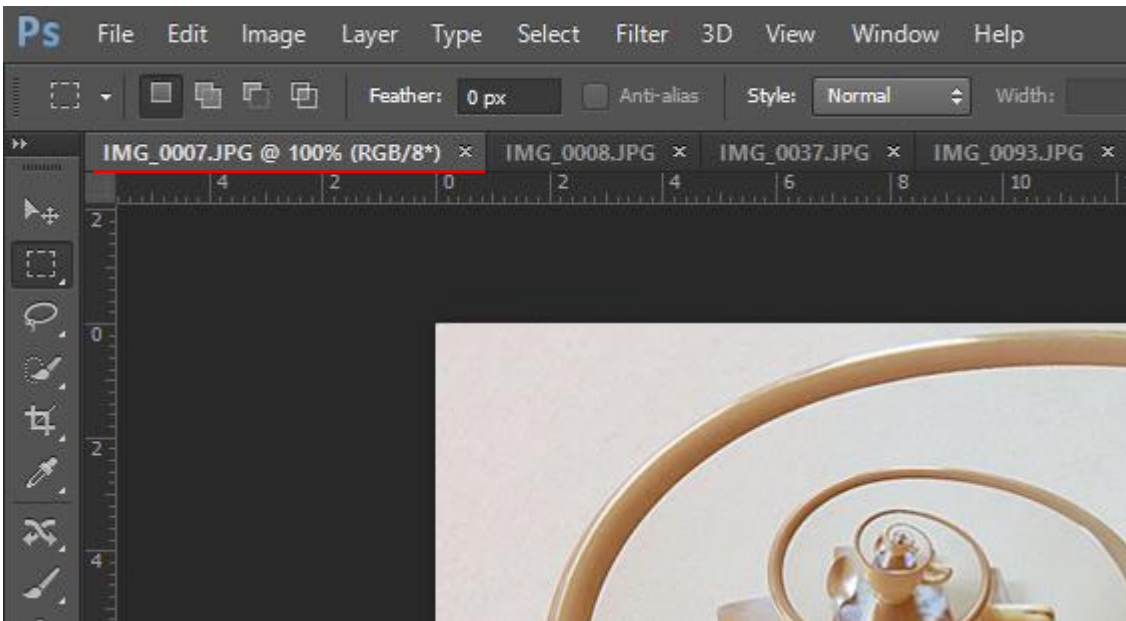 Ps File Edit Image Layer Type Select Filter 3D View Window Help
Feather: 0 px Anti-alias Style: Normal Width:
IMG_0007.JPG @ 100% (RGB/8*) × IMG_0008.JPG × IMG_0037.JPG × IMG_0093.JPG ×
4 2 0 2 4 6 8 10
2
0
2
4